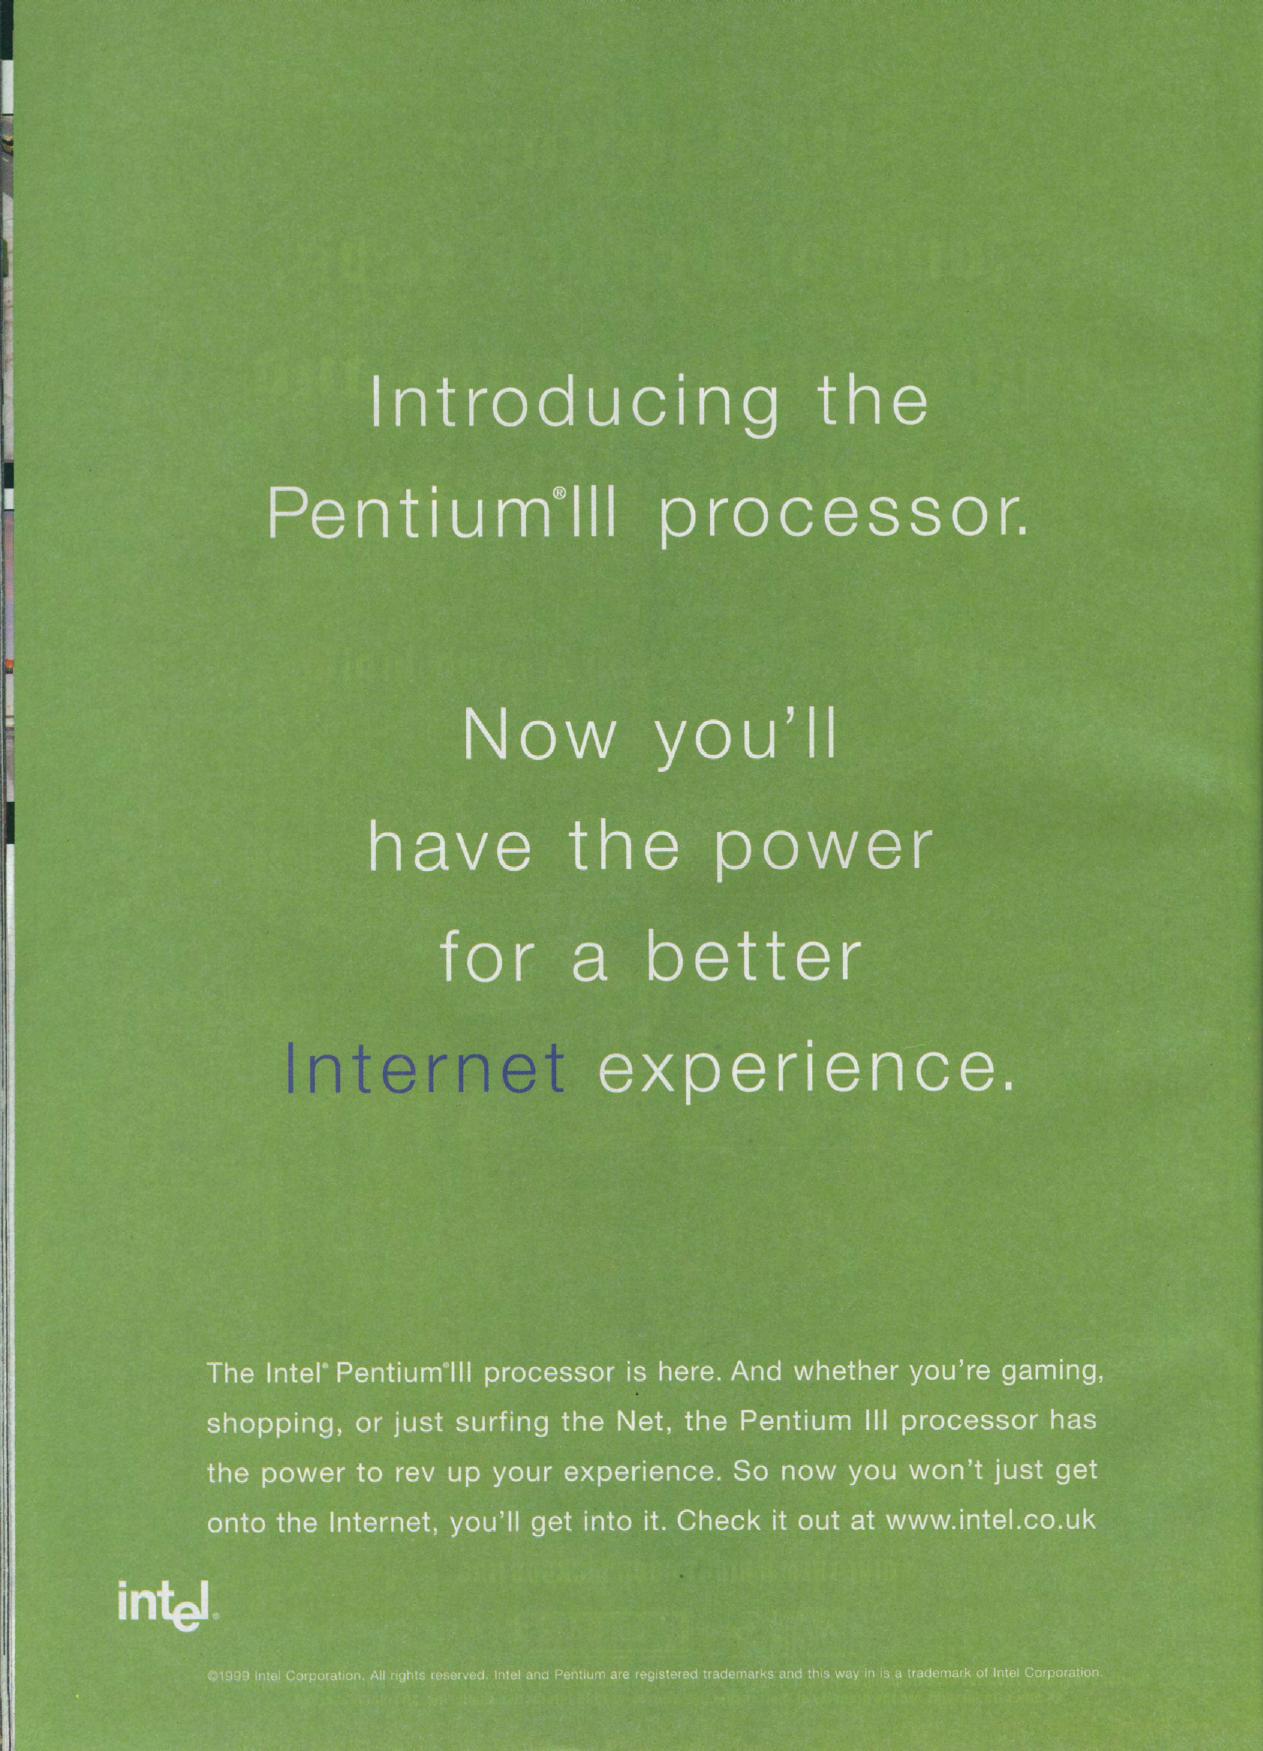 Introducing the
Pentium®III processor.
Now you'll
have the power
for a better
Internet experience.
The Intel® Pentium®III processor is here. And whether you're gaming,
shopping, or just surfing the Net, the Pentium III processor has
the power to rev up your experience. So now you won't just get
onto the Internet, you'll get into it. Check it out at www.intel.co.uk
intel®
©1999 Intel Corporation. All rights reserved. Intel and Pentium are registered trademarks and this way in is a trademark of Intel Corporation.